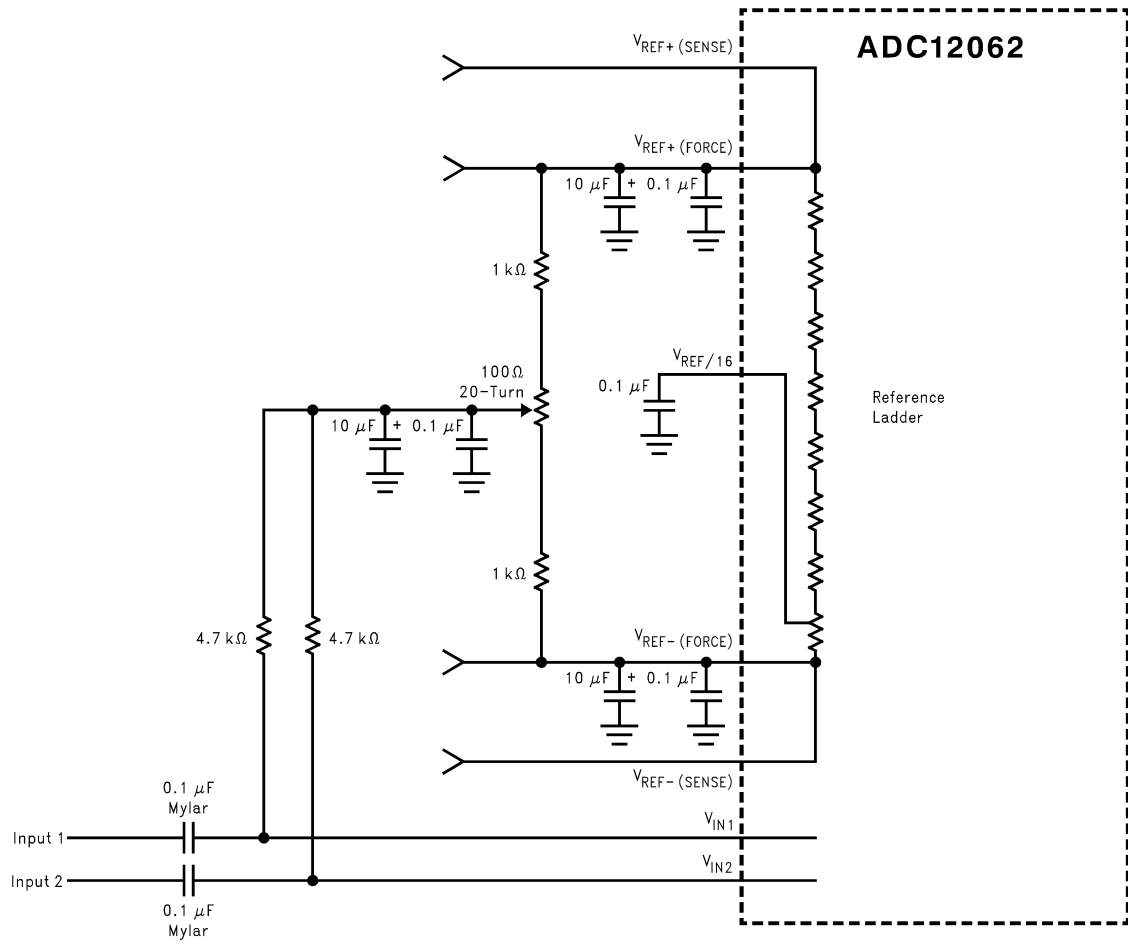 ADC12062
VREF+ (SENSE)
VREF+ (FORCE)
10 μF + 0.1 μF
1 kΩ
VREF/16
100Ω
20-Turn
0.1 μF
Reference
Ladder
10 μF + 0.1 μF
1 kΩ
4.7 kΩ
4.7 kΩ
VREF- (FORCE)
10 μF + 0.1 μF
VREF- (SENSE)
0.1 μF
Mylar
Input 1
VIN1
Input 2
VIN2
0.1 μF
Mylar